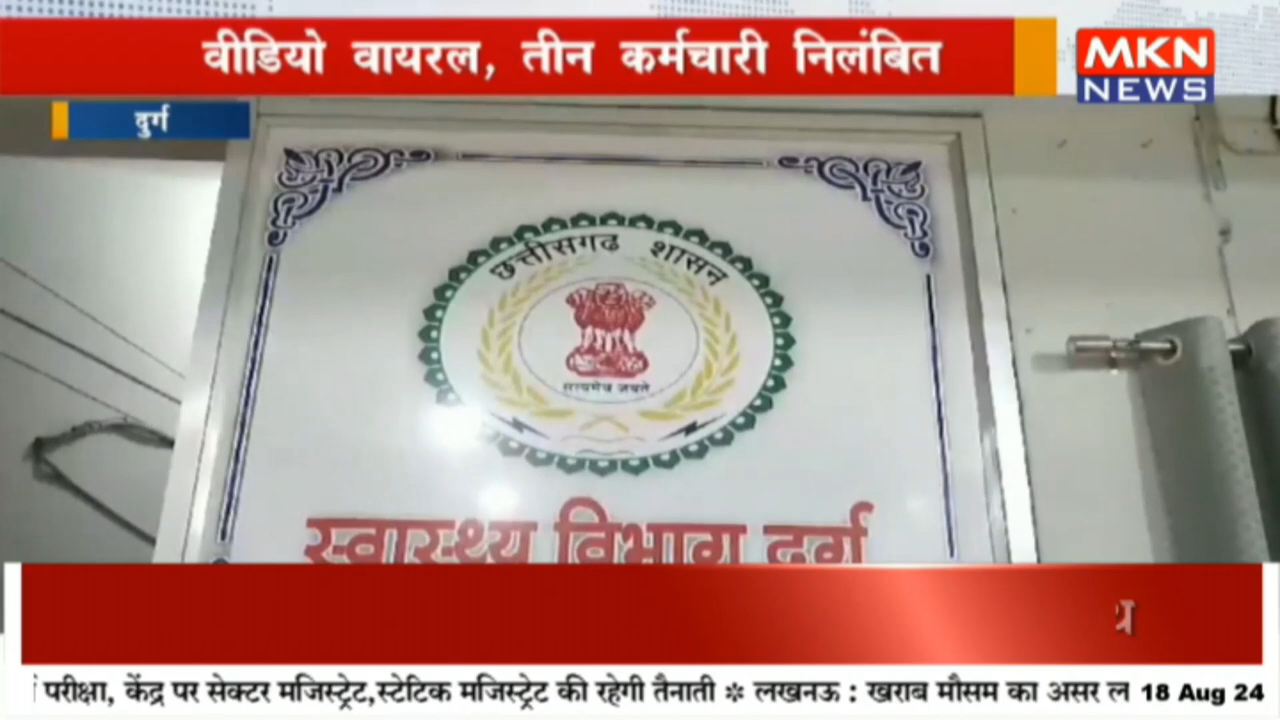 वीडियो वायरल, तीन कर्मचारी निलंबित
MKN
NEWS
दुर्ग
छत्तीसगढ शासन
सत्यमेव जयते
स्वास्थ्य विभाग दुर्ग
परीक्षा, केंद्र पर सेक्टर मजिस्ट्रेट,स्टेटिक मजिस्ट्रेट की रहेगी तैनाती ❇ लखनऊ : खराब मौसम का असर
18 Aug 24